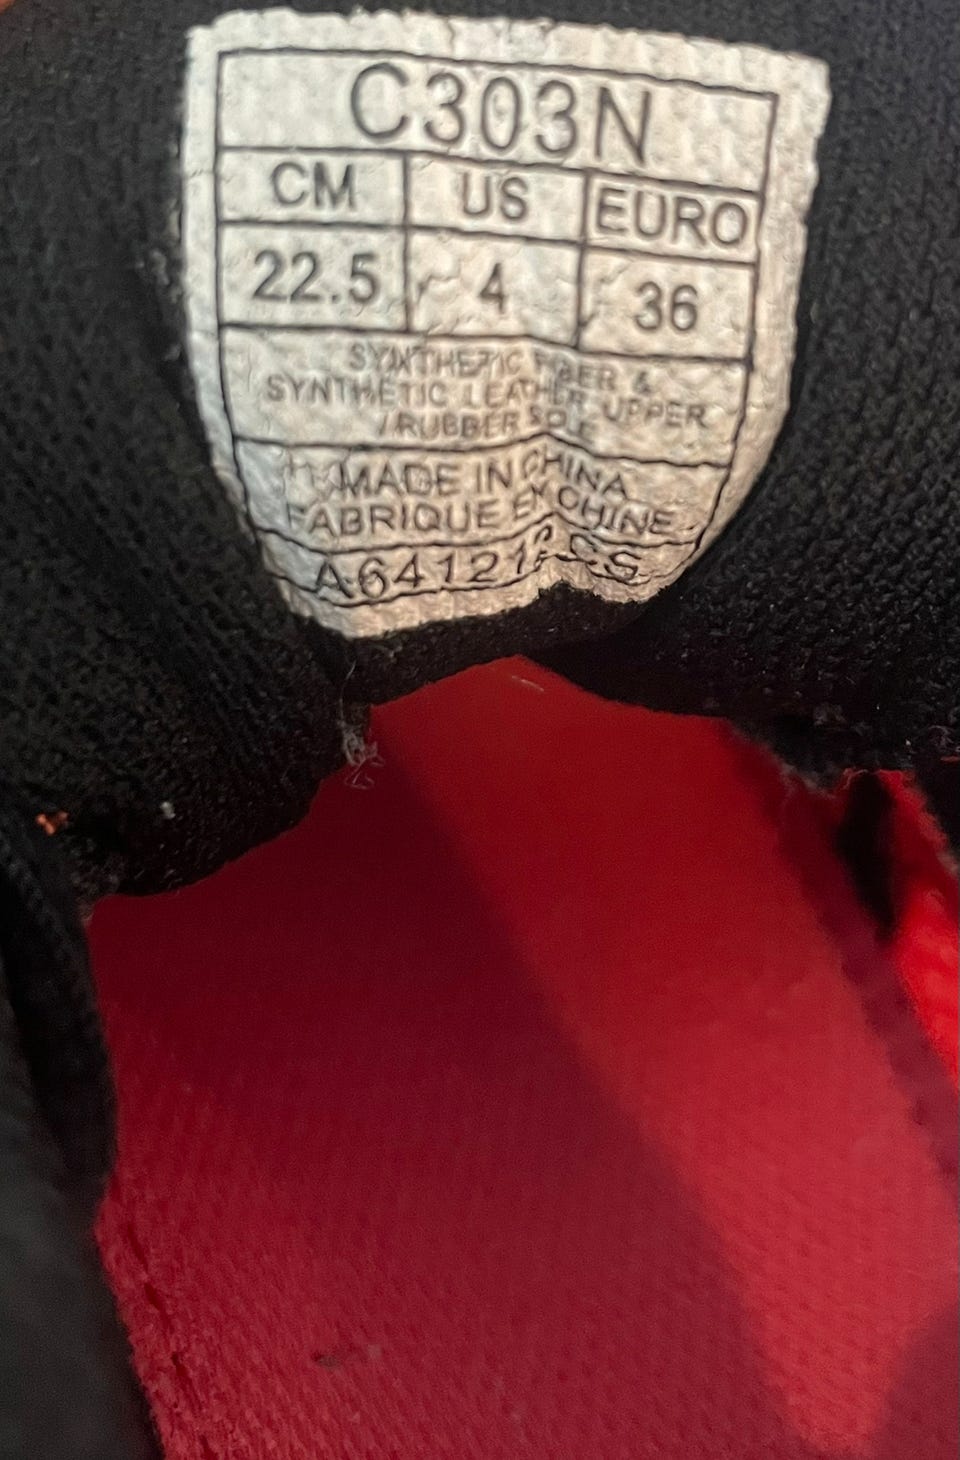 C303N
CM US EURO
22.5 4 36
SYNTHETIC FIBER &
SYNTHETIC LEATHER UPPER
/RUBBER SOLE
MADE IN CHINA
FABRIQUE EN CHINE